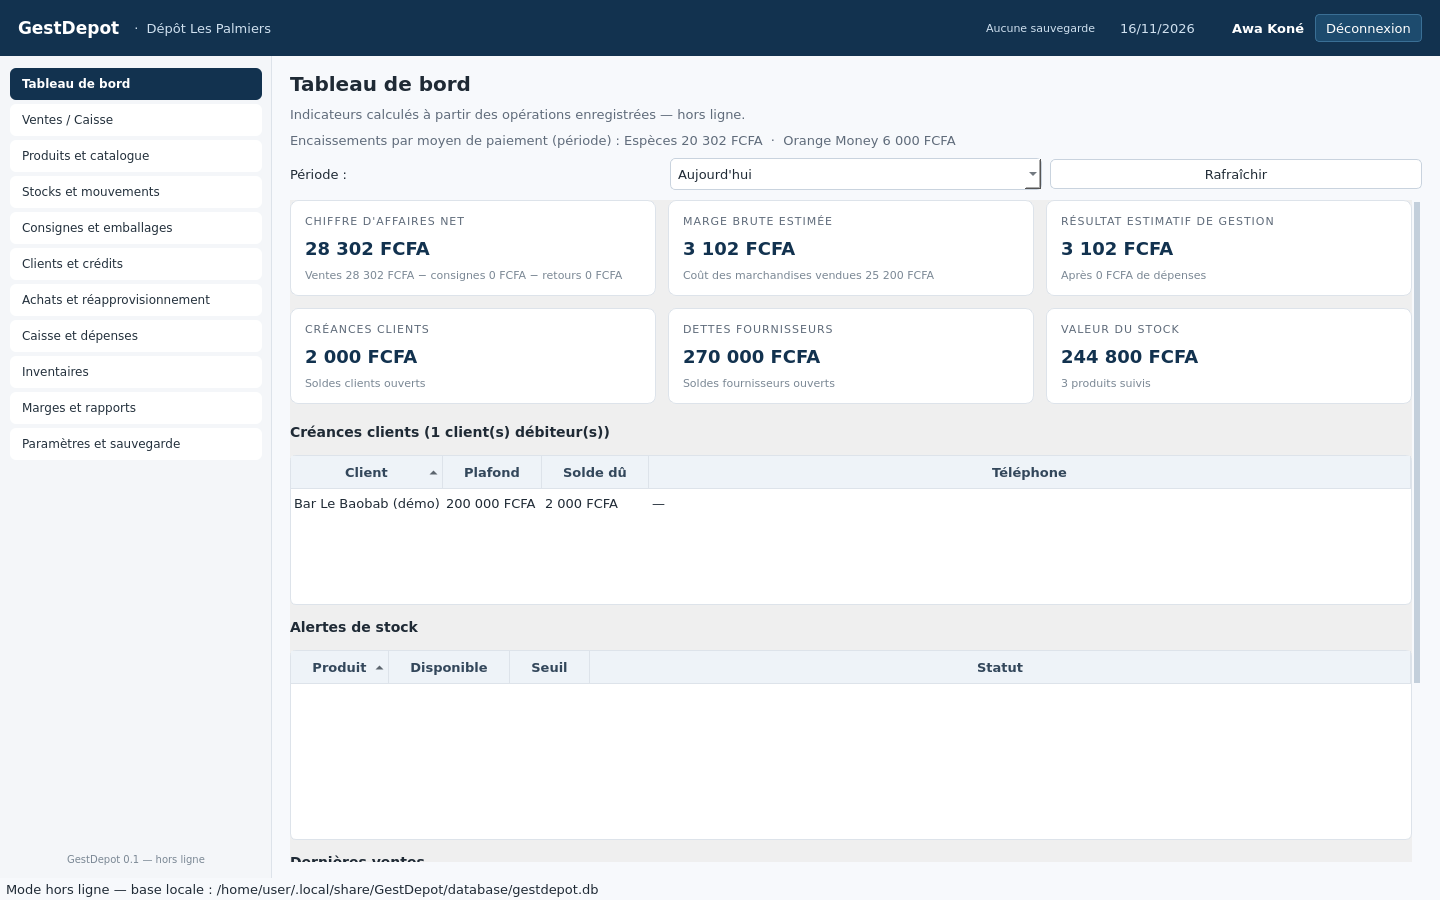 GestDepot · Dépôt Les Palmiers Aucune sauvegarde 16/11/2026 Awa Koné Déconnexion
Tableau de bord
Ventes / Caisse
Produits et catalogue
Stocks et mouvements
Consignes et emballages
Clients et crédits
Achats et réapprovisionnement
Caisse et dépenses
Inventaires
Marges et rapports
Paramètres et sauvegarde
GestDepot 0.1 — hors ligne
Tableau de bord
Indicateurs calculés à partir des opérations enregistrées — hors ligne.
Encaissements par moyen de paiement (période) : Espèces 20 302 FCFA · Orange Money 6 000 FCFA
Période : Aujourd'hui Rafraîchir
CHIFFRE D'AFFAIRES NET
28 302 FCFA
Ventes 28 302 FCFA − consignes 0 FCFA − retours 0 FCFA
MARGE BRUTE ESTIMÉE
3 102 FCFA
Coût des marchandises vendues 25 200 FCFA
RÉSULTAT ESTIMATIF DE GESTION
3 102 FCFA
Après 0 FCFA de dépenses
CRÉANCES CLIENTS
2 000 FCFA
Soldes clients ouverts
DETTES FOURNISSEURS
270 000 FCFA
Soldes fournisseurs ouverts
VALEUR DU STOCK
244 800 FCFA
3 produits suivis
Créances clients (1 client(s) débiteur(s))
Client Plafond Solde dû Téléphone
Bar Le Baobab (démo) 200 000 FCFA 2 000 FCFA —
Alertes de stock
Produit Disponible Seuil Statut
Dernières ventes
Mode hors ligne — base locale : /home/user/.local/share/GestDepot/database/gestdepot.db